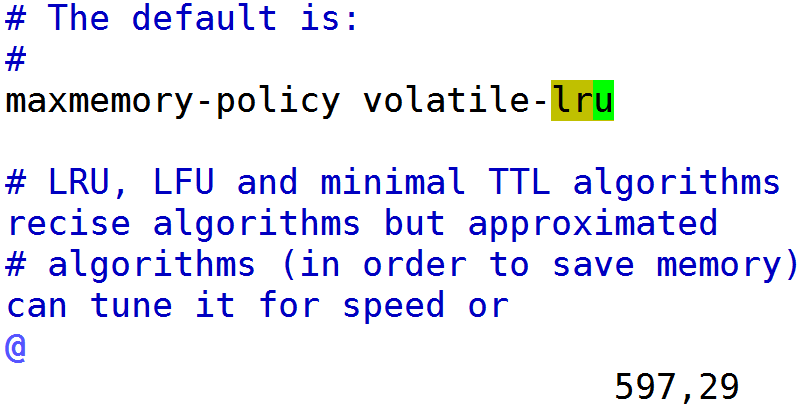 # The default is:
#
maxmemory-policy volatile-lru
# LRU, LFU and minimal TTL algorithms
recise algorithms but approximated
# algorithms (in order to save memory)
can tune it for speed or
@
597,29